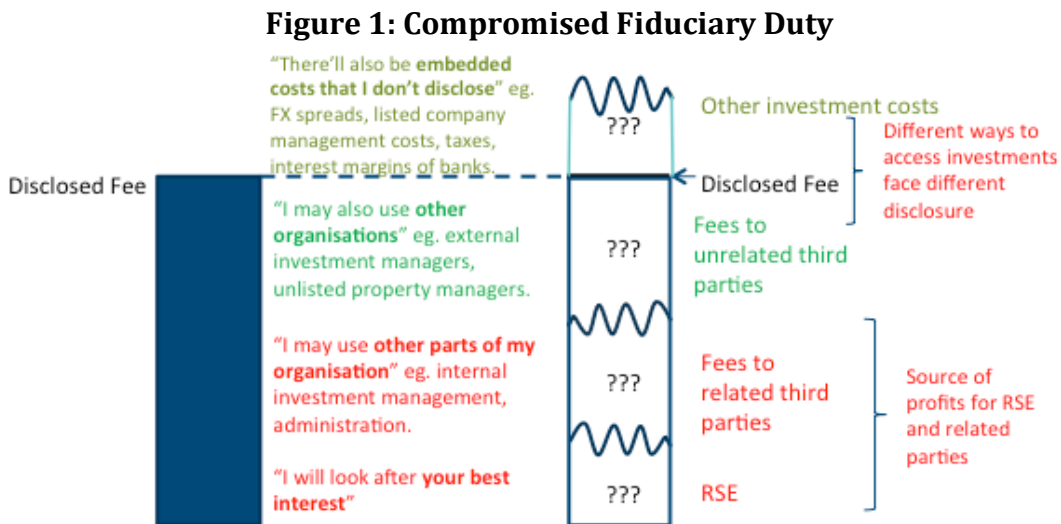 Figure 1: Compromised Fiduciary Duty
“There’ll also be embedded
costs that I don’t disclose” eg.
FX spreads, listed company
management costs, taxes,
interest margins of banks.
???
Other investment costs
Different ways to
access investments
face different
disclosure
Disclosed Fee
Disclosed Fee
“I may also use other
organisations” eg. external
investment managers,
unlisted property managers.
???
Fees to
unrelated third
parties
“I may use other parts of my
organisation” eg. internal
investment management,
administration.
???
Fees to
related third
parties
Source of
profits for RSE
and related
parties
“I will look after your best
interest”
???
RSE